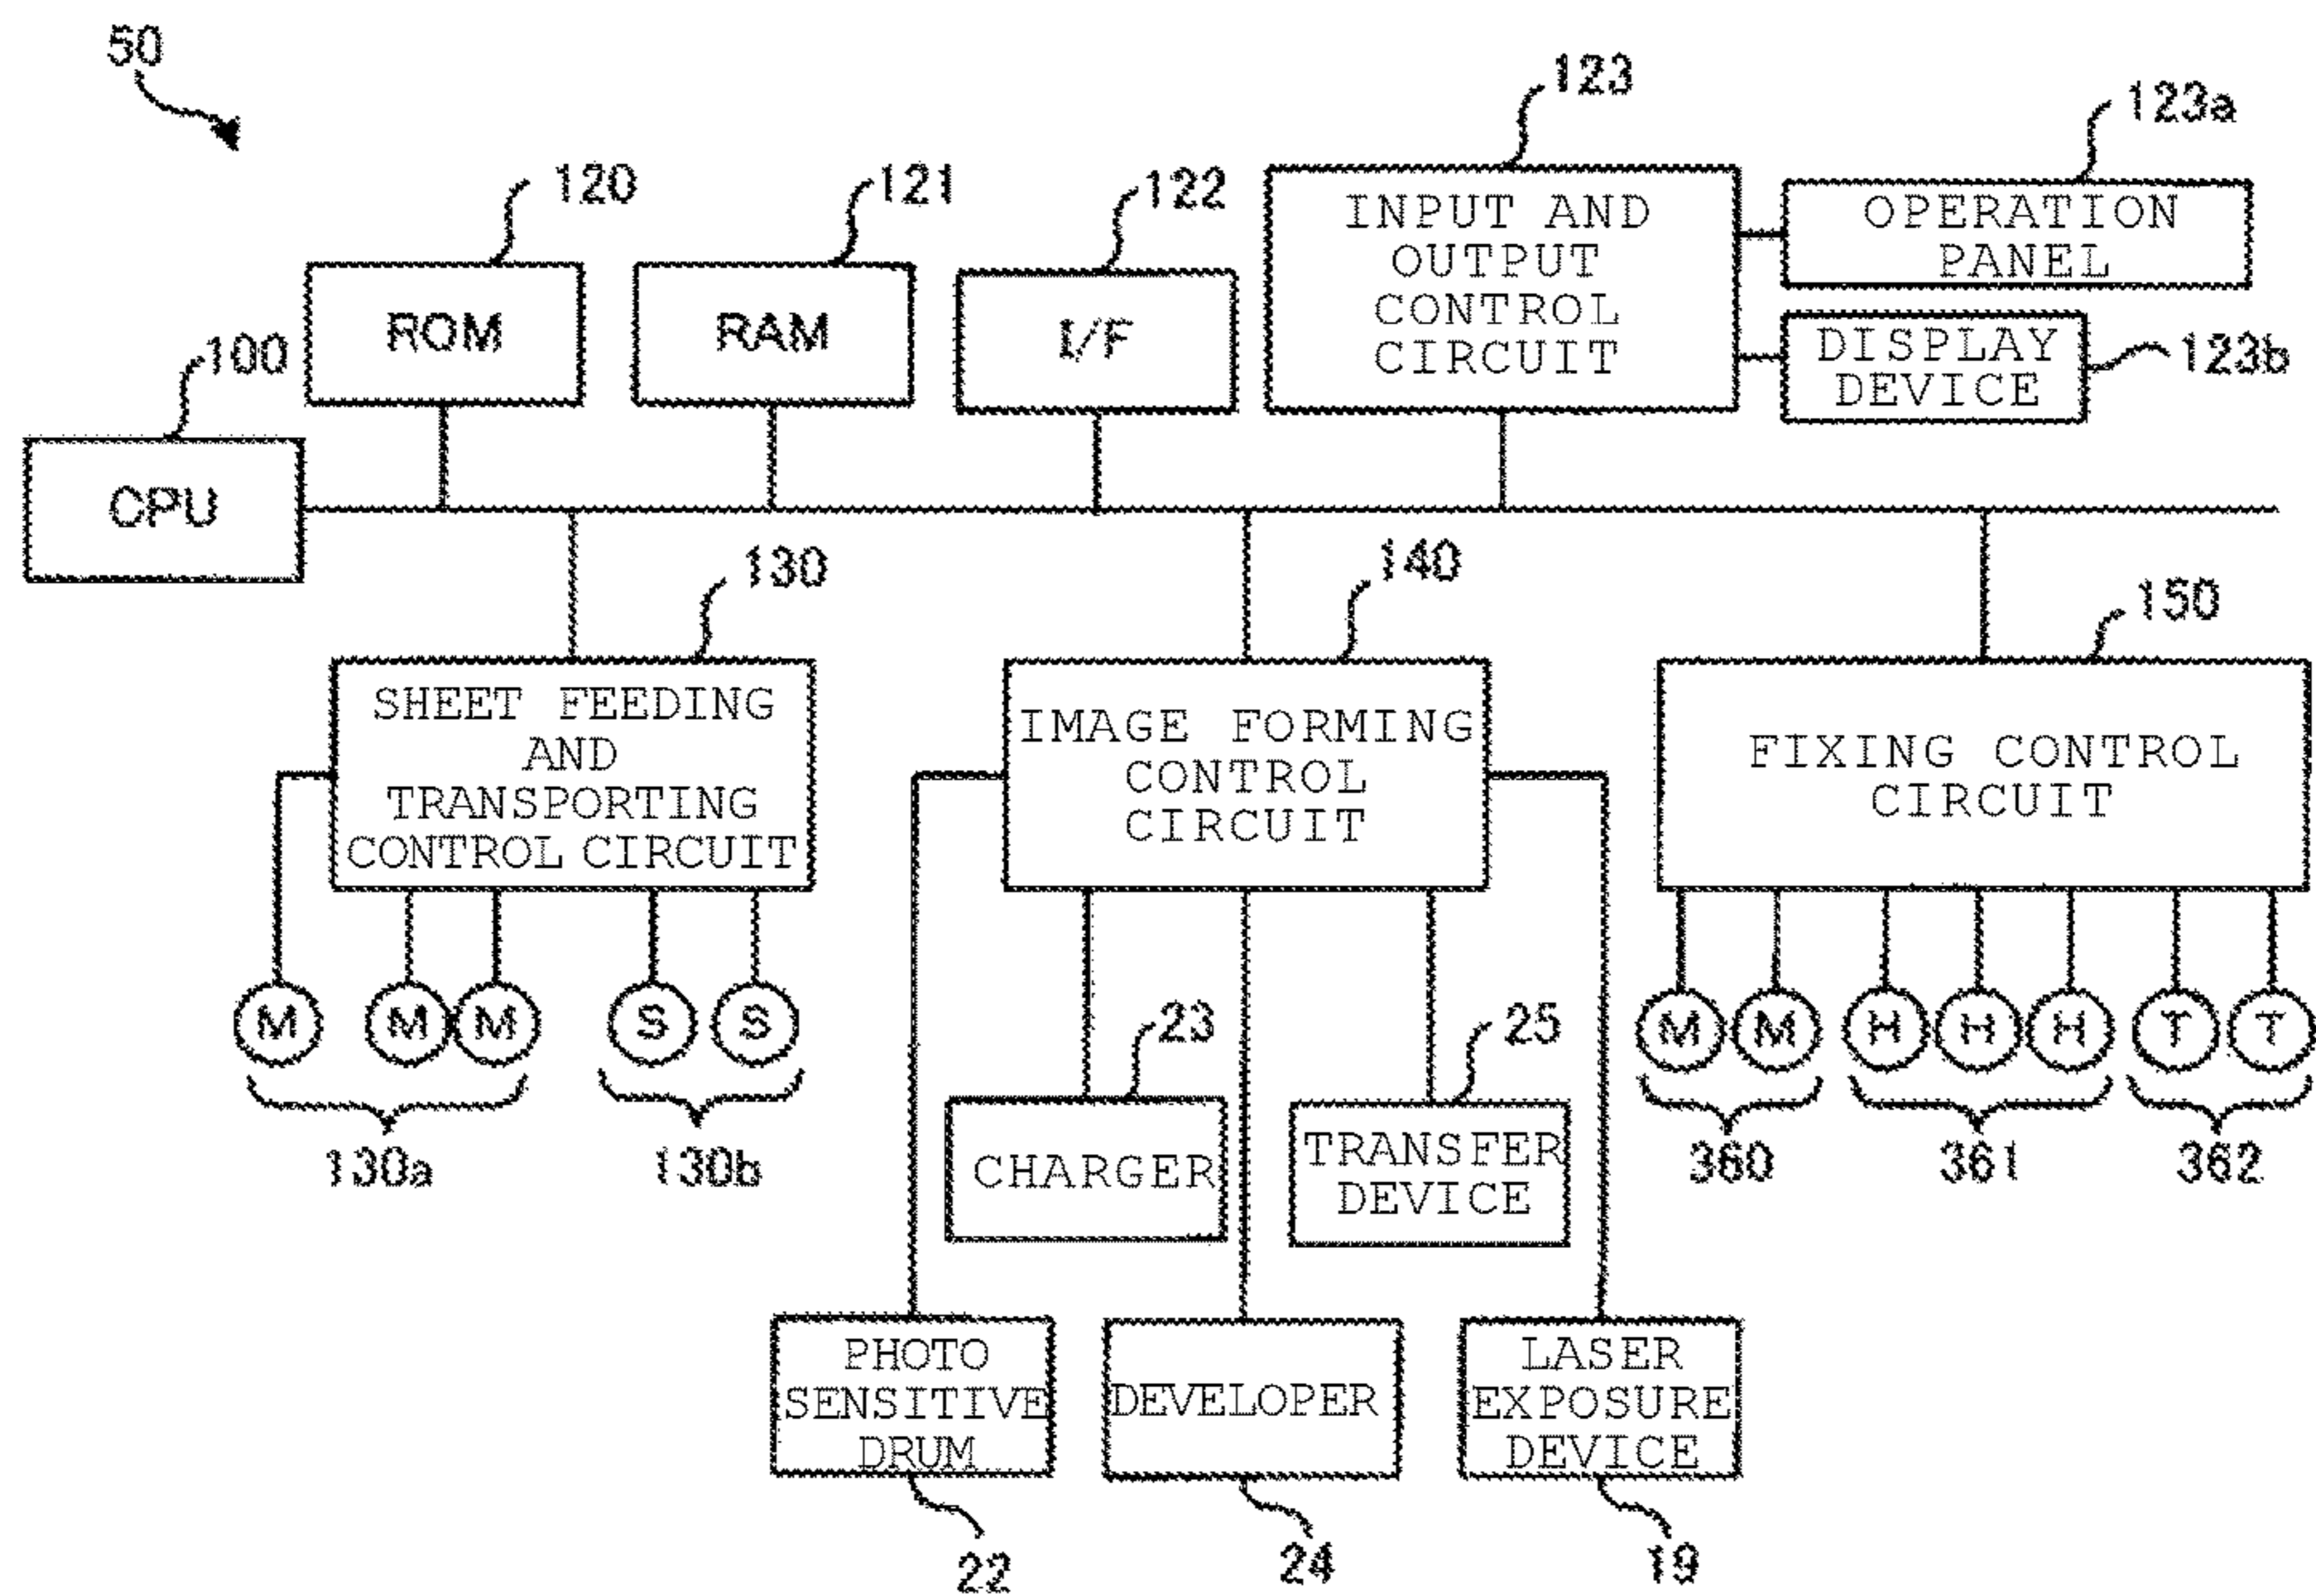 50
123
123a
120
121
122
INPUT AND
OUTPUT
CONTROL
CIRCUIT
OPERATION
PANEL
ROM
RAM
I/F
DISPLAY
DEVICE
123b
100
CPU
130
140
150
SHEET FEEDING
AND
TRANSPORTING
CONTROL CIRCUIT
IMAGE FORMING
CONTROL
CIRCUIT
FIXING CONTROL
CIRCUIT
M M M S S
M M H H H T T
130a
130b
23
25
360
361
362
CHARGER
TRANSFER
DEVICE
PHOTO
SENSITIVE
DRUM
DEVELOPER
LASER
EXPOSURE
DEVICE
22
24
19